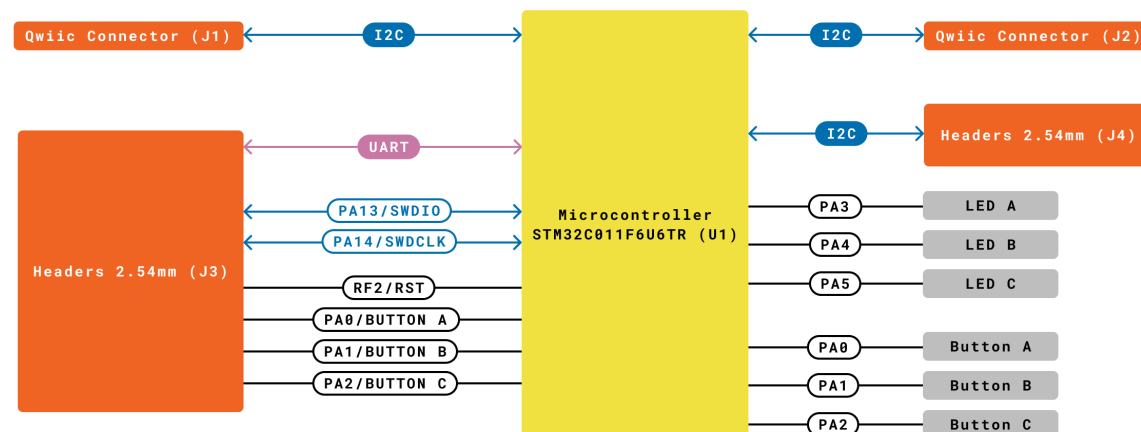 Qwiic Connector (J1)
I2C
I2C
Qwiic Connector (J2)
UART
I2C
Headers 2.54mm (J4)
PA13/SWDIO
PA14/SWDCLK
Headers 2.54mm (J3)
RF2/RST
PA0/BUTTON A
PA1/BUTTON B
PA2/BUTTON C
Microcontroller
STM32C011F6U6TR (U1)
PA3
LED A
PA4
LED B
PA5
LED C
PA0
Button A
PA1
Button B
PA2
Button C